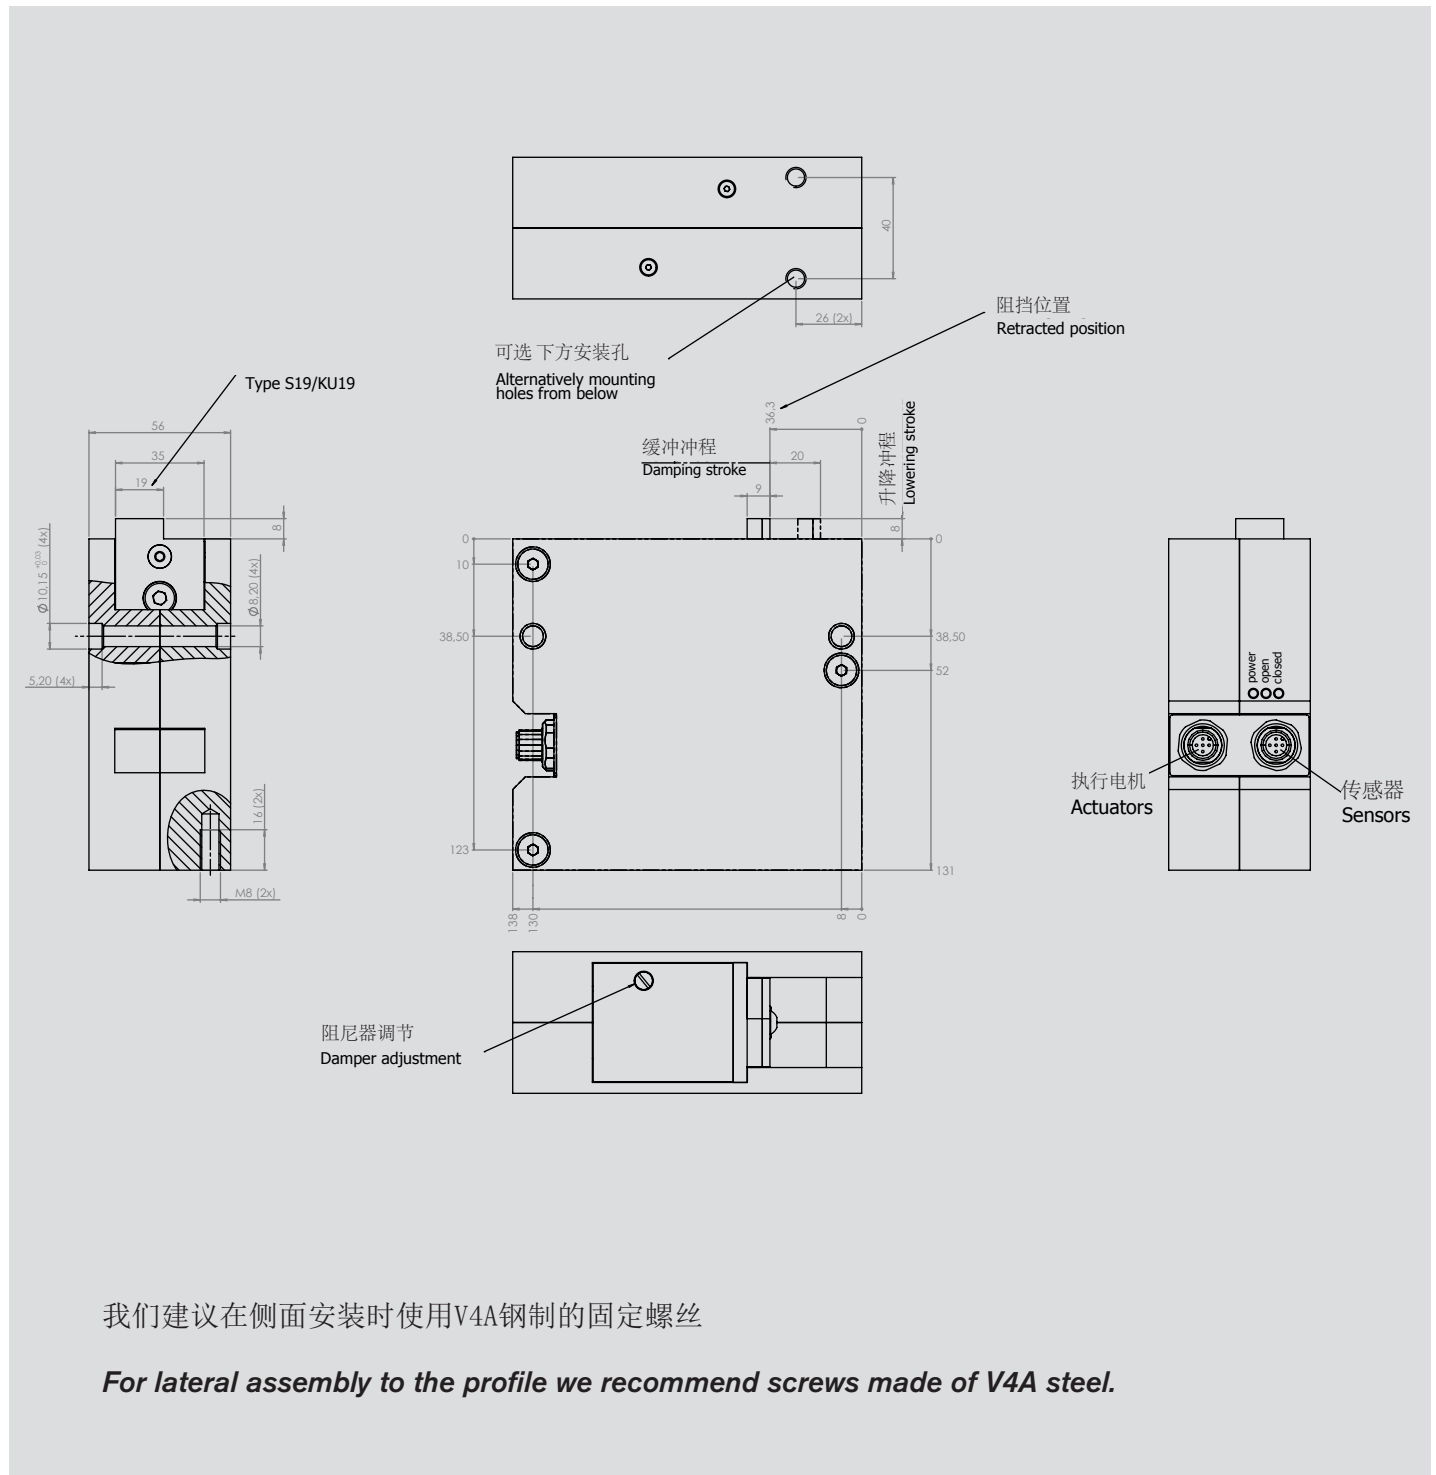 40
26 (2x)
阻挡位置
Retracted position
可选 下方安装孔
Alternatively mounting
holes from below
Type S19/KU19
56
35
19
8
Ø10,15 +0,03 0 (4x)
Ø8,20 (4x)
5,20 (4x)
16 (2x)
M8 (2x)
36,3
0
缓冲冲程
Damping stroke
20
9
升降冲程
Lowering stroke
8
0
10
38,50
123
0
38,50
52
131
138
130
8
0
power
open
closed
执行电机
Actuators
传感器
Sensors
阻尼器调节
Damper adjustment
我们建议在侧面安装时使用V4A钢制的固定螺丝
For lateral assembly to the profile we recommend screws made of V4A steel.